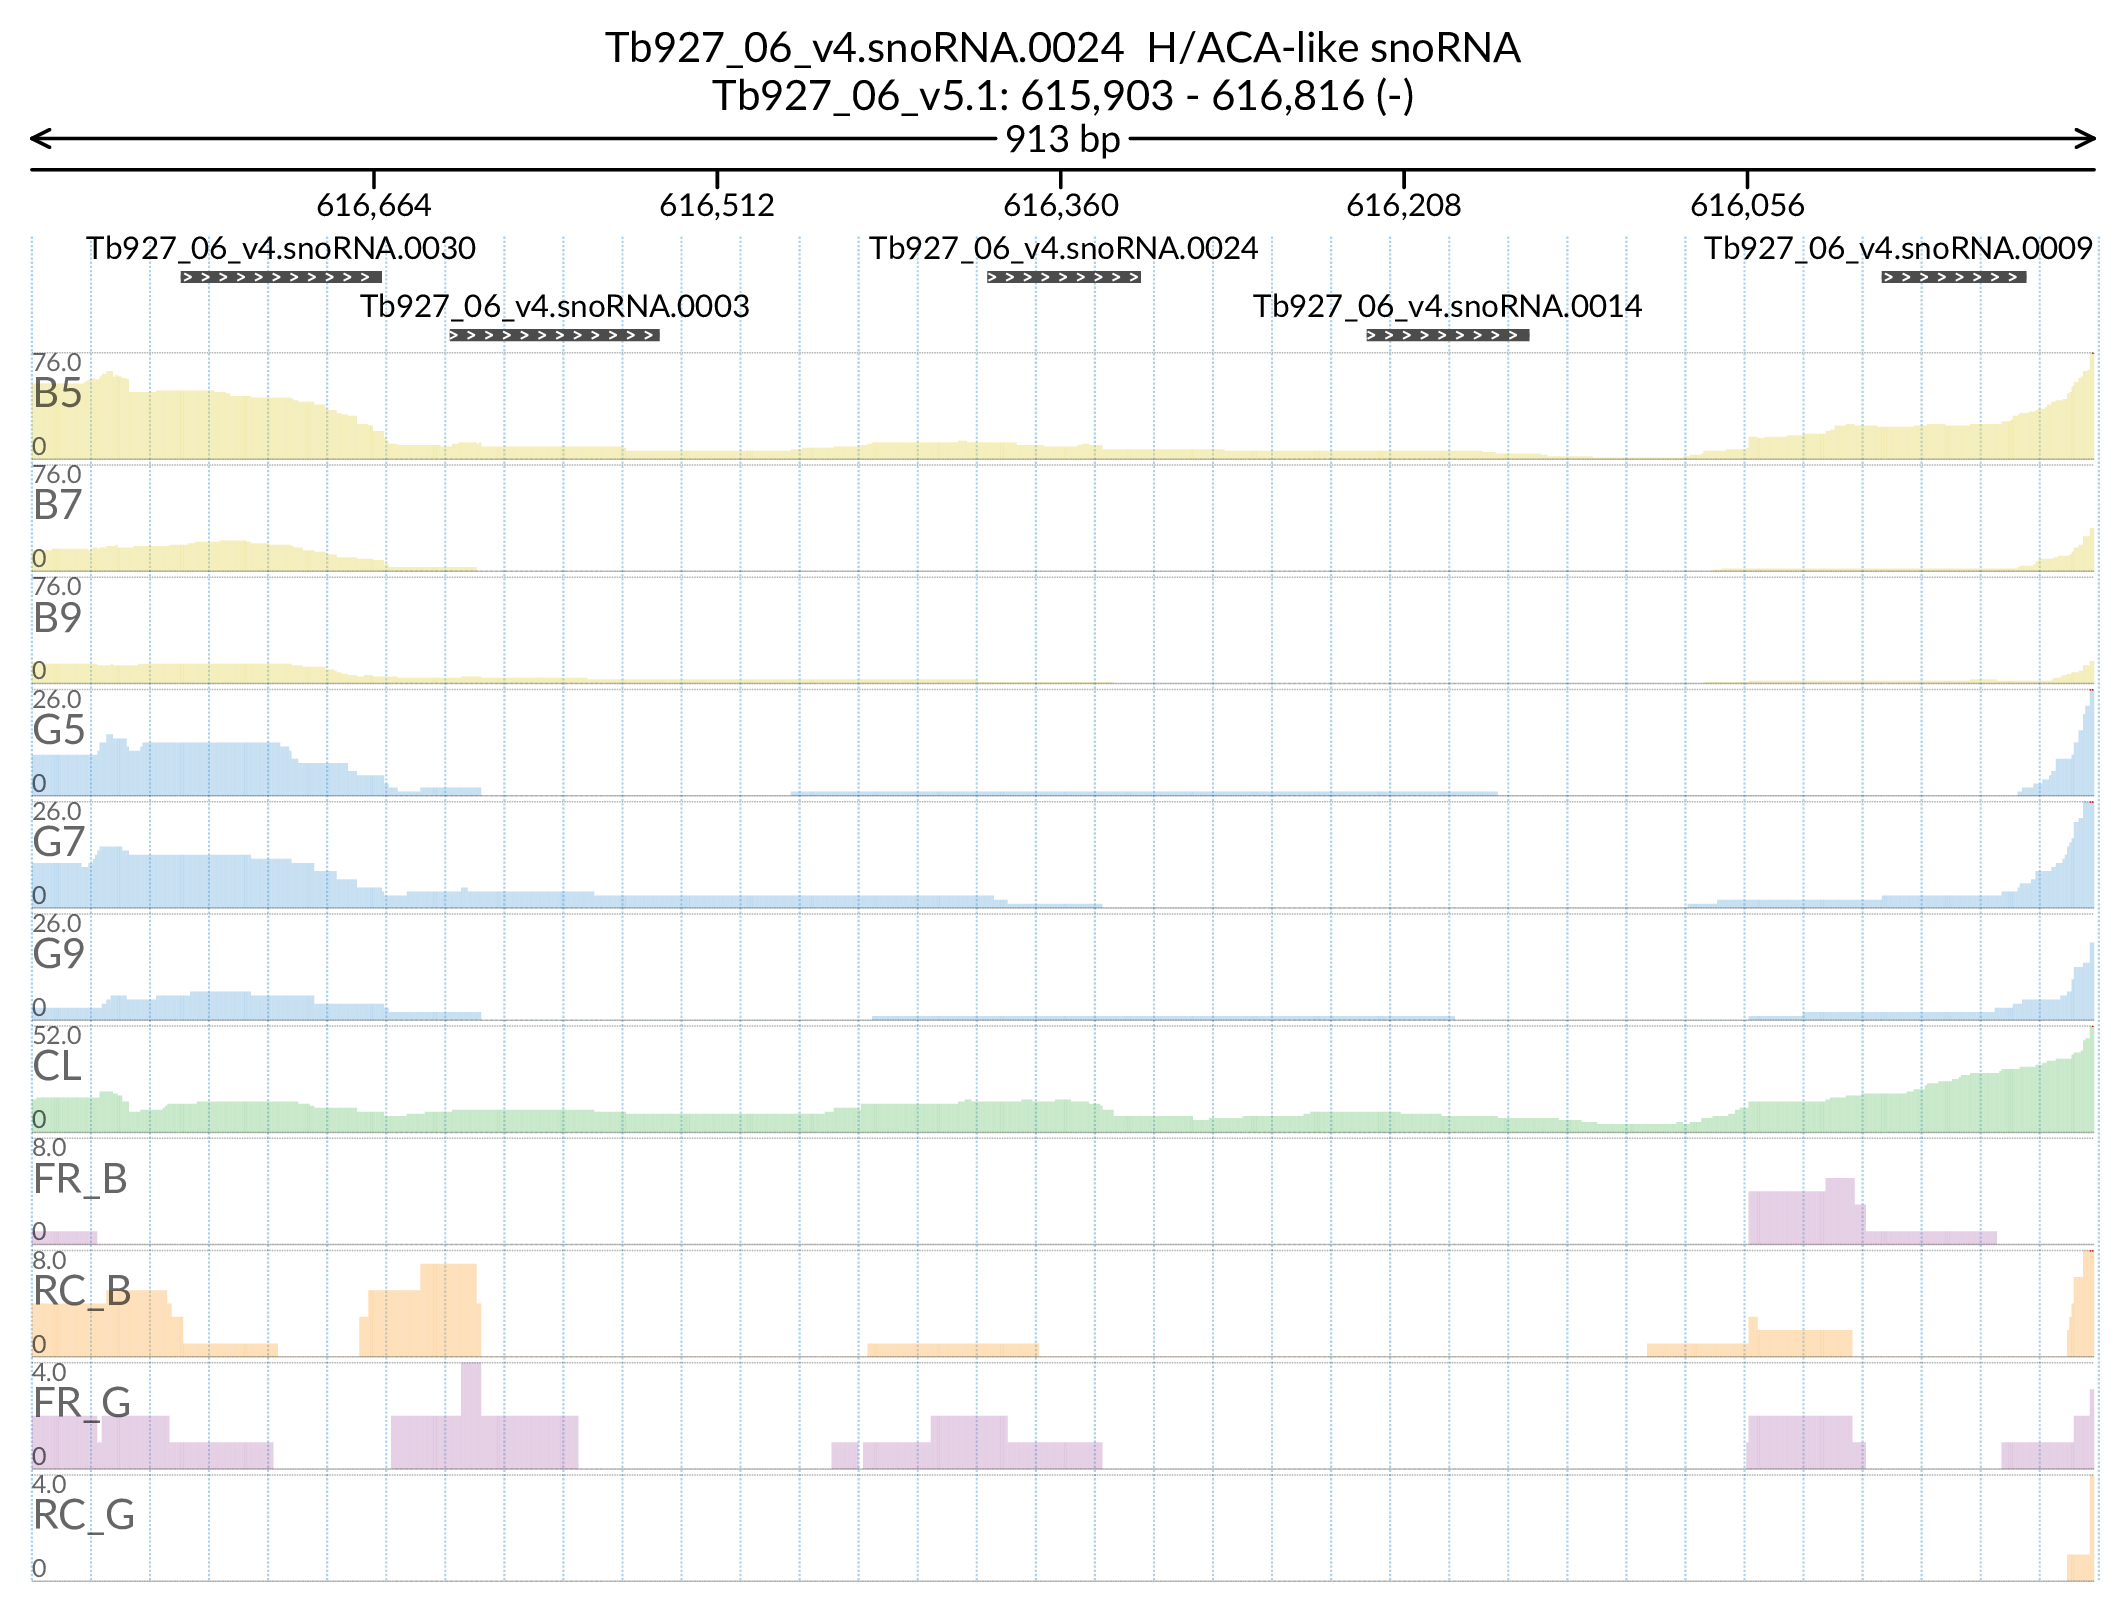 Tb927_06_v4.snoRNA.0024 H/ACA-like snoRNA
Tb927_06_v5.1: 615,903 - 616,816 (-)
913 bp
616,664 616,512 616,360 616,208 616,056
Tb927_06_v4.snoRNA.0030 Tb927_06_v4.snoRNA.0024 Tb927_06_v4.snoRNA.0009
Tb927_06_v4.snoRNA.0003 Tb927_06_v4.snoRNA.0014
76.0
B5
0
76.0
B7
0
76.0
B9
0
26.0
G5
0
26.0
G7
0
26.0
G9
0
52.0
CL
0
8.0
FR_B
0
8.0
RC_B
0
4.0
FR_G
0
4.0
RC_G
0